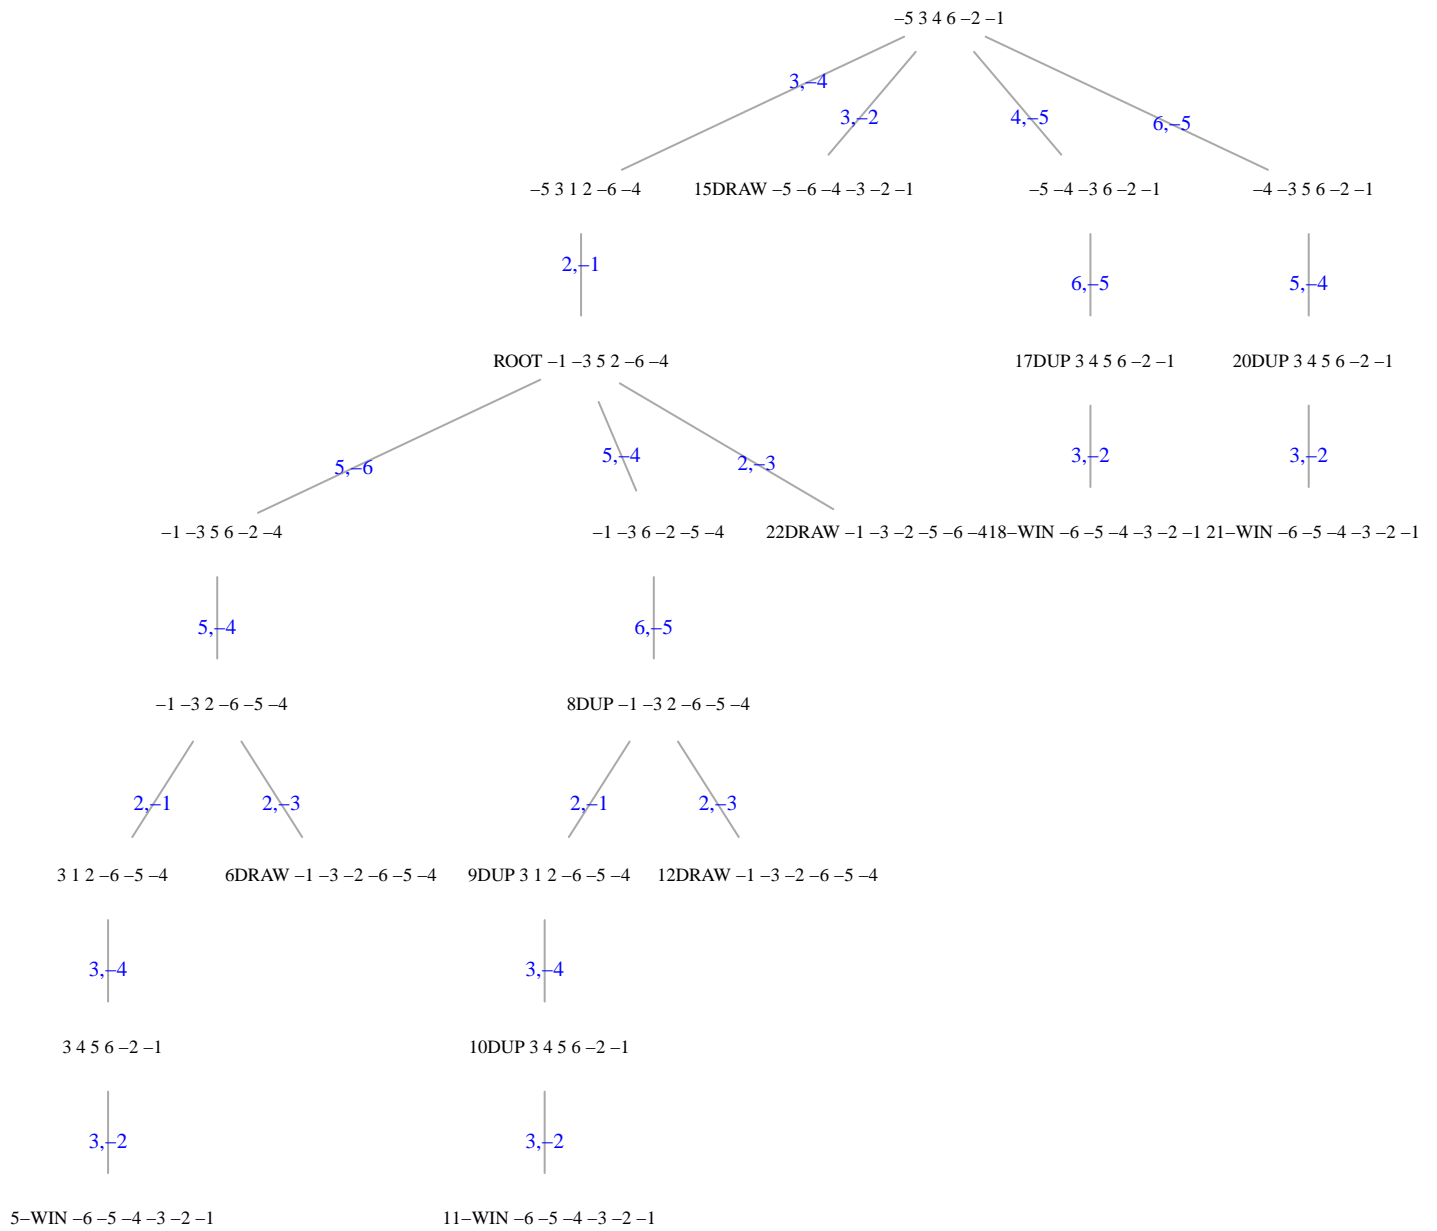 –5 3 4 6 –2 –1
3,–4
3,–2
4,–5
6,–5
–5 3 1 2 –6 –4
15DRAW –5 –6 –4 –3 –2 –1
–5 –4 –3 6 –2 –1
–4 –3 5 6 –2 –1
2,–1
6,–5
5,–4
ROOT –1 –3 5 2 –6 –4
17DUP 3 4 5 6 –2 –1
20DUP 3 4 5 6 –2 –1
5,–6
5,–4
2,–3
3,–2
3,–2
–1 –3 5 6 –2 –4
–1 –3 6 –2 –5 –4
22DRAW –1 –3 –2 –5 –6 –4
18–WIN –6 –5 –4 –3 –2 –1
21–WIN –6 –5 –4 –3 –2 –1
5,–4
6,–5
–1 –3 2 –6 –5 –4
8DUP –1 –3 2 –6 –5 –4
2,–1
2,–3
2,–1
2,–3
3 1 2 –6 –5 –4
6DRAW –1 –3 –2 –6 –5 –4
9DUP 3 1 2 –6 –5 –4
12DRAW –1 –3 –2 –6 –5 –4
3,–4
3,–4
3 4 5 6 –2 –1
10DUP 3 4 5 6 –2 –1
3,–2
3,–2
5–WIN –6 –5 –4 –3 –2 –1
11–WIN –6 –5 –4 –3 –2 –1